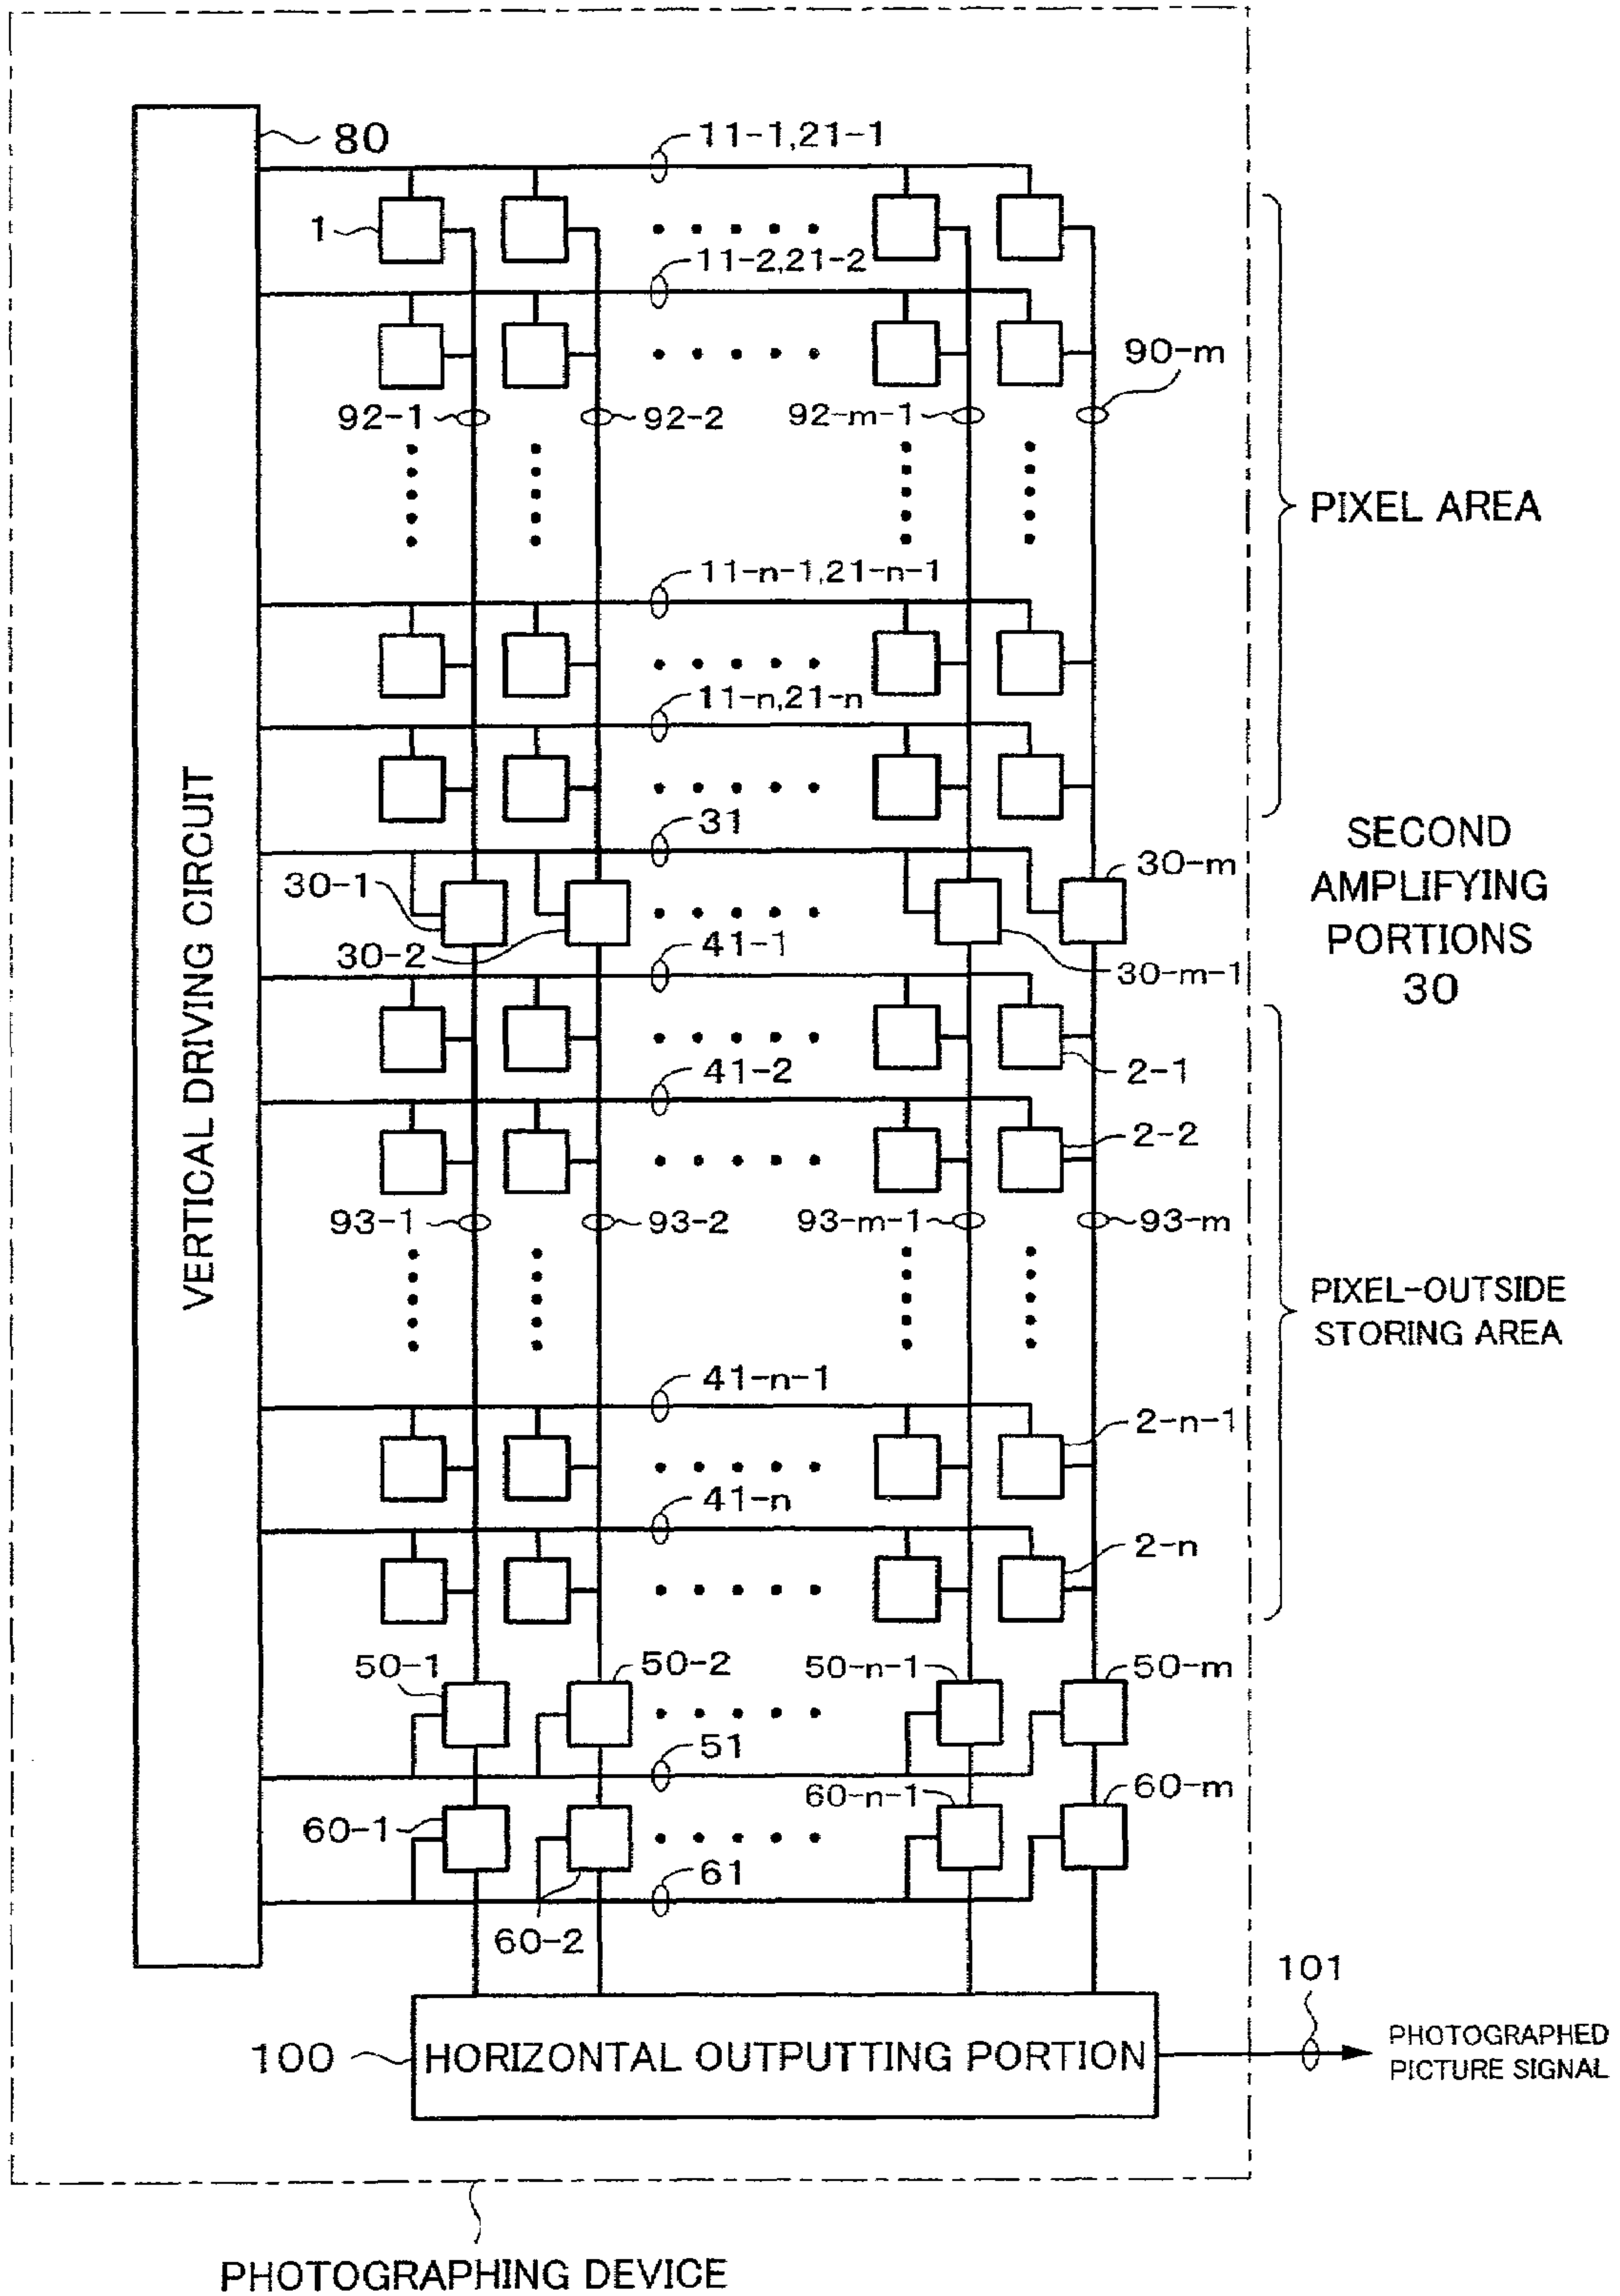 80
11-1,21-1
1
11-2,21-2
90-m
92-1
92-2
92-m-1
PIXEL AREA
11-n-1,21-n-1
11-n,21-n
VERTICAL DRIVING CIRCUIT
31
SECOND
AMPLIFYING
PORTIONS
30
30-1
30-m
30-2
41-1
30-m-1
2-1
41-2
2-2
93-1
93-2
93-m-1
93-m
PIXEL-OUTSIDE
STORING AREA
41-n-1
2-n-1
41-n
2-n
50-1
50-2
50-n-1
50-m
51
60-1
60-n-1
60-m
61
60-2
101
100
HORIZONTAL OUTPUTTING PORTION
PHOTOGRAPHED
PICTURE SIGNAL
PHOTOGRAPHING DEVICE